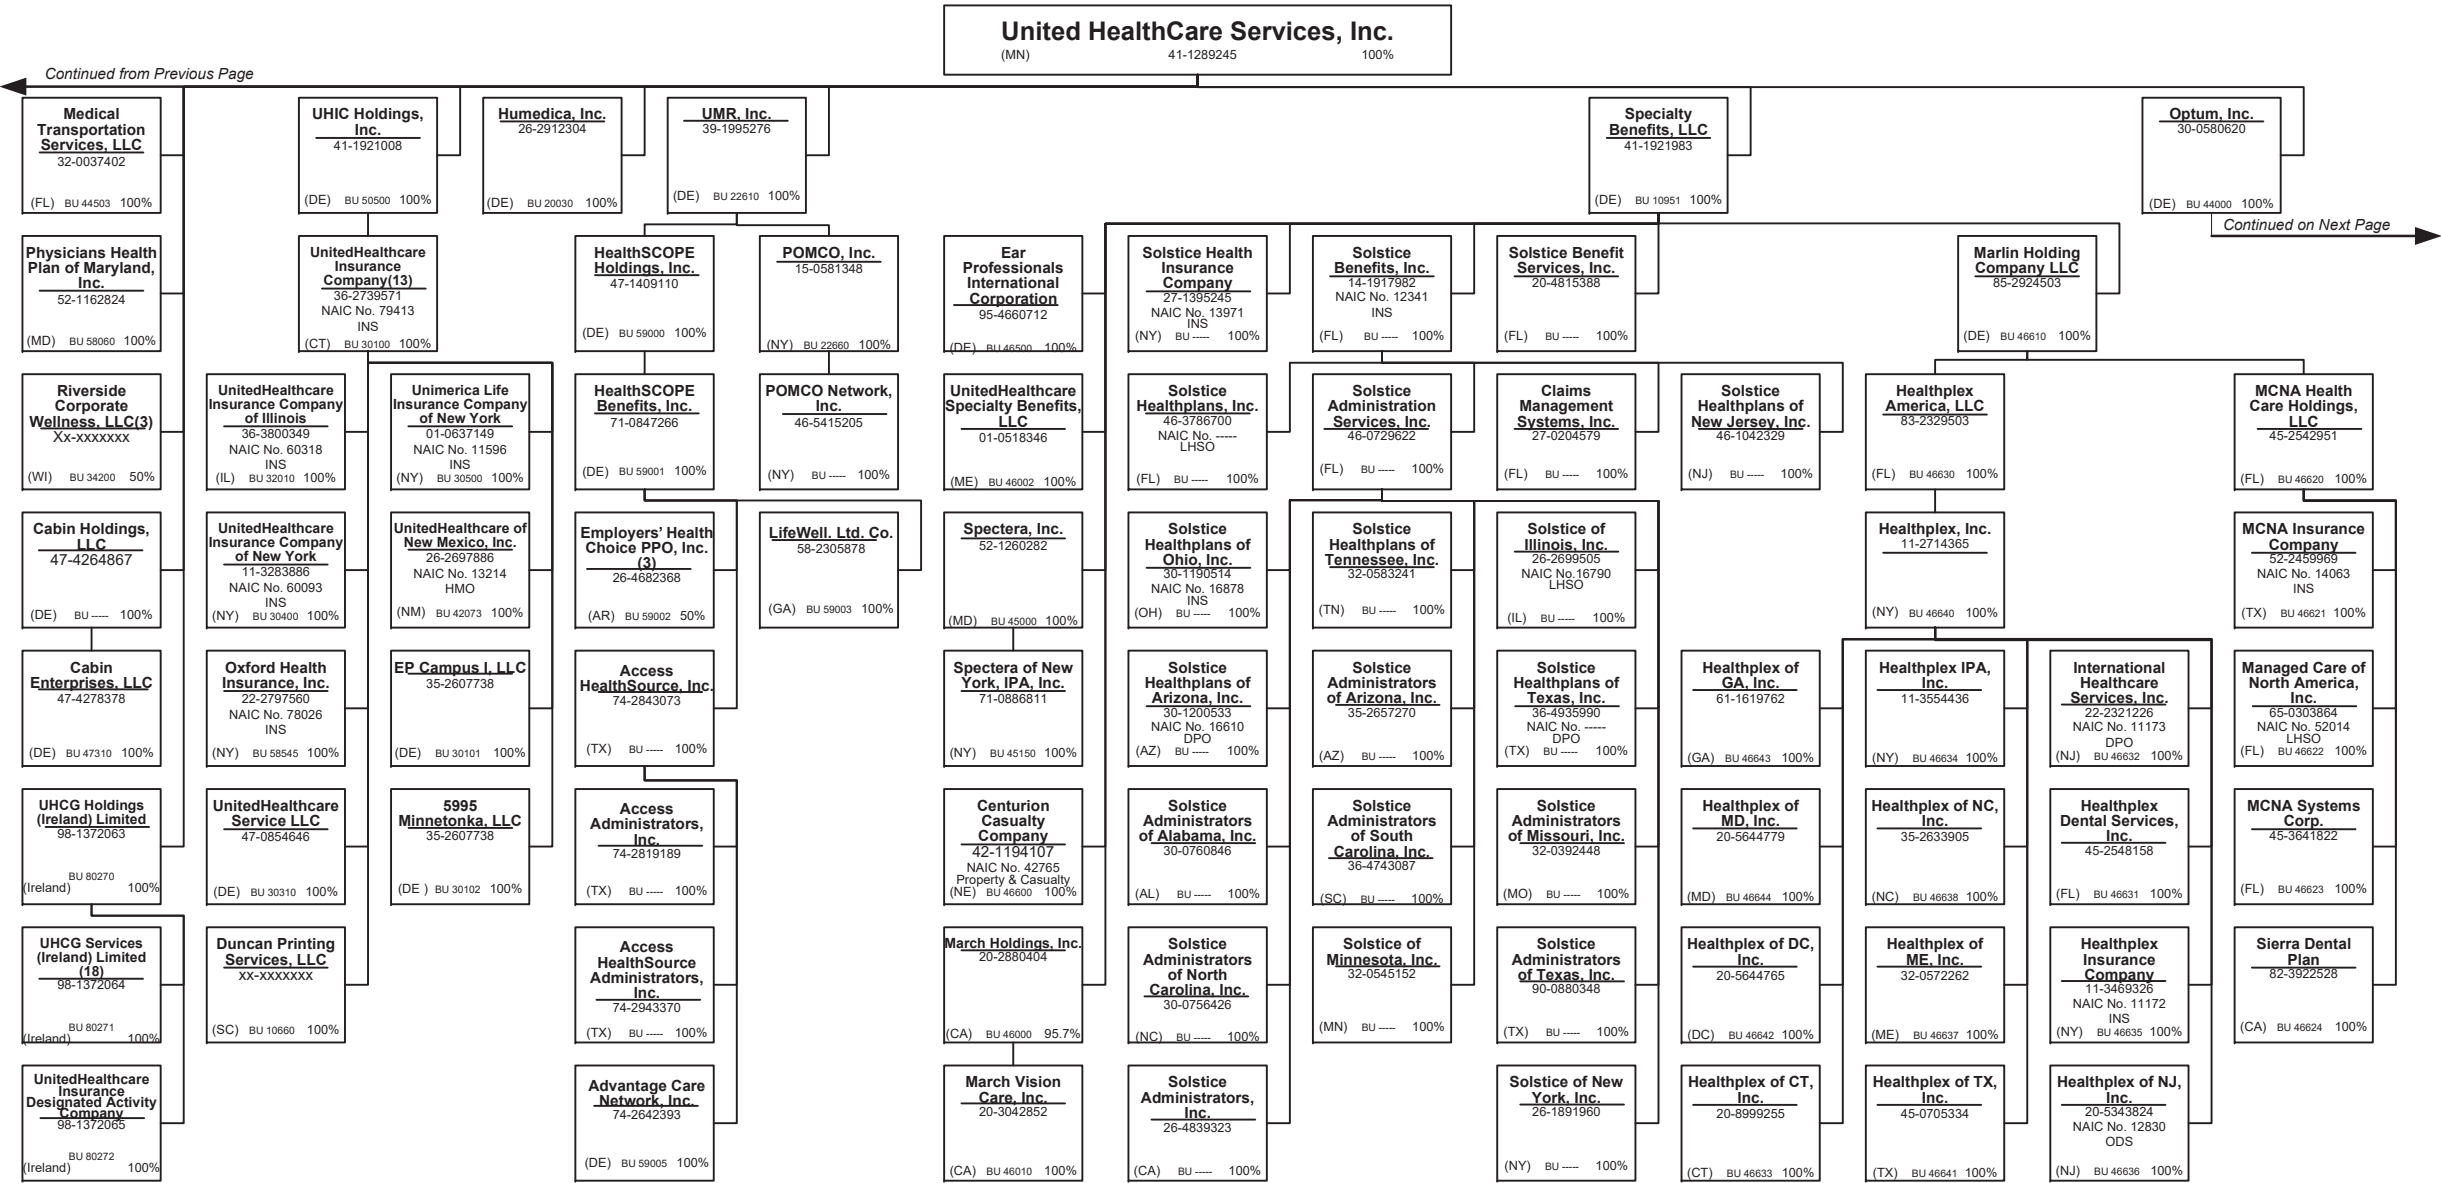 United HealthCare Services, Inc.
(MN) 41-1289245 100%
Continued from Previous Page
Medical
Transportation
Services, LLC
32-0037402
(FL) BU 44503 100%
UHIC Holdings,
Inc.
41-1921008
(DE) BU 50500 100%
Humedica, Inc.
26-2912304
(DE) BU 20030 100%
UMR, Inc.
39-1995276
(DE) BU 22610 100%
Specialty
Benefits, LLC
41-1921983
(DE) BU 10951 100%
Optum, Inc.
30-0580620
(DE) BU 44000 100%
Continued on Next Page
Physicians Health
Plan of Maryland,
Inc.
52-1162824
(MD) BU 58060 100%
UnitedHealthcare
Insurance
Company(13)
36-2739571
NAIC No. 79413
INS
(CT) BU 30100 100%
HealthSCOPE
Holdings, Inc.
47-1409110
(DE) BU 59000 100%
POMCO, Inc.
15-0581348
(NY) BU 22660 100%
Ear
Professionals
International
Corporation
95-4660712
(DE) BU 46500 100%
Solstice Health
Insurance
Company
27-1395245
NAIC No. 13971
INS
(NY) BU ----- 100%
Solstice
Benefits, Inc.
14-1917982
NAIC No. 12341
INS
(FL) BU ----- 100%
Solstice Benefit
Services, Inc.
20-4815388
(FL) BU ----- 100%
Marlin Holding
Company LLC
85-2924503
(DE) BU 46610 100%
Riverside
Corporate
Wellness, LLC(3)
Xx-xxxxxxx
(WI) BU 34200 50%
UnitedHealthcare
Insurance Company
of Illinois
36-3800349
NAIC No. 60318
INS
(IL) BU 32010 100%
Unimerica Life
Insurance Company
of New York
01-0637149
NAIC No. 11596
INS
(NY) BU 30500 100%
HealthSCOPE
Benefits, Inc.
71-0847266
(DE) BU 59001 100%
POMCO Network,
Inc.
46-5415205
(NY) BU ----- 100%
UnitedHealthcare
Specialty Benefits,
LLC
01-0518346
(ME) BU 46002 100%
Solstice
Healthplans, Inc.
46-3786700
NAIC No. -----
LHSO
(FL) BU ----- 100%
Solstice
Administration
Services, Inc.
46-0729622
(FL) BU ----- 100%
Claims
Management
Systems, Inc.
27-0204579
(FL) BU ----- 100%
Solstice
Healthplans of
New Jersey, Inc.
46-1042329
(NJ) BU ----- 100%
Healthplex
America, LLC
83-2329503
(FL) BU 46630 100%
MCNA Health
Care Holdings,
LLC
45-2542951
(FL) BU 46620 100%
Cabin Holdings,
LLC
47-4264867
(DE) BU ----- 100%
UnitedHealthcare
Insurance Company
of New York
11-3283886
NAIC No. 60093
INS
(NY) BU 30400 100%
UnitedHealthcare of
New Mexico, Inc.
26-2697886
NAIC No. 13214
HMO
(NM) BU 42073 100%
Employers' Health
Choice PPO, Inc.
(3)
26-4682368
(AR) BU 59002 50%
LifeWell. Ltd. Co.
58-2305878
(GA) BU 59003 100%
Spectera, Inc.
52-1260282
(MD) BU 45000 100%
Solstice
Healthplans of
Ohio, Inc.
30-1190514
NAIC No. 16878
INS
(OH) BU ----- 100%
Solstice
Healthplans of
Tennessee, Inc.
32-0583241
(TN) BU ----- 100%
Solstice of
Illinois, Inc.
26-2699505
NAIC No.16790
LHSO
(IL) BU ----- 100%
Healthplex, Inc.
11-2714365
(NY) BU 46640 100%
MCNA Insurance
Company
52-2459969
NAIC No. 14063
INS
(TX) BU 46621 100%
Cabin
Enterprises, LLC
47-4278378
(DE) BU 47310 100%
Oxford Health
Insurance, Inc.
22-2797560
NAIC No. 78026
INS
(NY) BU 58545 100%
EP Campus I, LLC
35-2607738
(DE) BU 30101 100%
Access
HealthSource, Inc.
74-2843073
(TX) BU ----- 100%
Spectera of New
York, IPA, Inc.
71-0886811
(NY) BU 45150 100%
Solstice
Healthplans of
Arizona, Inc.
30-1200533
NAIC No. 16610
DPO
(AZ) BU ----- 100%
Solstice
Administrators
of Arizona, Inc.
35-2657270
(AZ) BU ----- 100%
Solstice
Healthplans of
Texas, Inc.
36-4935990
NAIC No. -----
DPO
(TX) BU ----- 100%
Healthplex of
GA, Inc.
61-1619762
(GA) BU 46643 100%
Healthplex IPA,
Inc.
11-3554436
(NY) BU 46634 100%
International
Healthcare
Services, Inc.
22-2321226
NAIC No. 11173
DPO
(NJ) BU 46632 100%
Managed Care of
North America,
Inc.
65-0303864
NAIC No. 52014
LHSO
(FL) BU 46622 100%
UHCG Holdings
(Ireland) Limited
98-1372063
BU 80270
(Ireland) 100%
UnitedHealthcare
Service LLC
47-0854646
(DE) BU 30310 100%
5995
Minnetonka, LLC
35-2607738
(DE ) BU 30102 100%
Access
Administrators,
Inc.
74-2819189
(TX) BU ----- 100%
Centurion
Casualty
Company
42-1194107
NAIC No. 42765
Property & Casualty
(NE) BU 46600 100%
Solstice
Administrators
of Alabama, Inc.
30-0760846
(AL) BU ----- 100%
Solstice
Administrators
of South
Carolina, Inc.
36-4743087
(SC) BU ----- 100%
Solstice
Administrators
of Missouri, Inc.
32-0392448
(MO) BU ----- 100%
Healthplex of
MD, Inc.
20-5644779
(MD) BU 46644 100%
Healthplex of NC,
Inc.
35-2633905
(NC) BU 46638 100%
Healthplex
Dental Services,
Inc.
45-2548158
(FL) BU 46631 100%
MCNA Systems
Corp.
45-3641822
(FL) BU 46623 100%
UHCG Services
(Ireland) Limited
(18)
98-1372064
BU 80271
(Ireland) 100%
Duncan Printing
Services, LLC
xx-xxxxxxx
(SC) BU 10660 100%
Access
HealthSource
Administrators,
Inc.
74-2943370
(TX) BU ----- 100%
March Holdings, Inc.
20-2880404
(CA) BU 46000 95.7%
Solstice
Administrators
of North
Carolina, Inc.
30-0756426
(NC) BU ----- 100%
Solstice of
Minnesota, Inc.
32-0545152
(MN) BU ----- 100%
Solstice
Administrators
of Texas, Inc.
90-0880348
(TX) BU ----- 100%
Healthplex of DC,
Inc.
20-5644765
(DC) BU 46642 100%
Healthplex of
ME, Inc.
32-0572262
(ME) BU 46637 100%
Healthplex
Insurance
Company
11-3469326
NAIC No. 11172
INS
(NY) BU 46635 100%
Sierra Dental
Plan
82-3922528
(CA) BU 46624 100%
UnitedHealthcare
Insurance
Designated Activity
Company
98-1372065
BU 80272
(Ireland) 100%
Advantage Care
Network, Inc.
74-2642393
(DE) BU 59005 100%
March Vision
Care, Inc.
20-3042852
(CA) BU 46010 100%
Solstice
Administrators,
Inc.
26-4839323
(CA) BU ----- 100%
Solstice of New
York, Inc.
26-1891960
(NY) BU ----- 100%
Healthplex of CT,
Inc.
20-8999255
(CT) BU 46633 100%
Healthplex of TX,
Inc.
45-0705334
(TX) BU 46641 100%
Healthplex of NJ,
Inc.
20-5343824
NAIC No. 12830
ODS
(NJ) BU 46636 100%